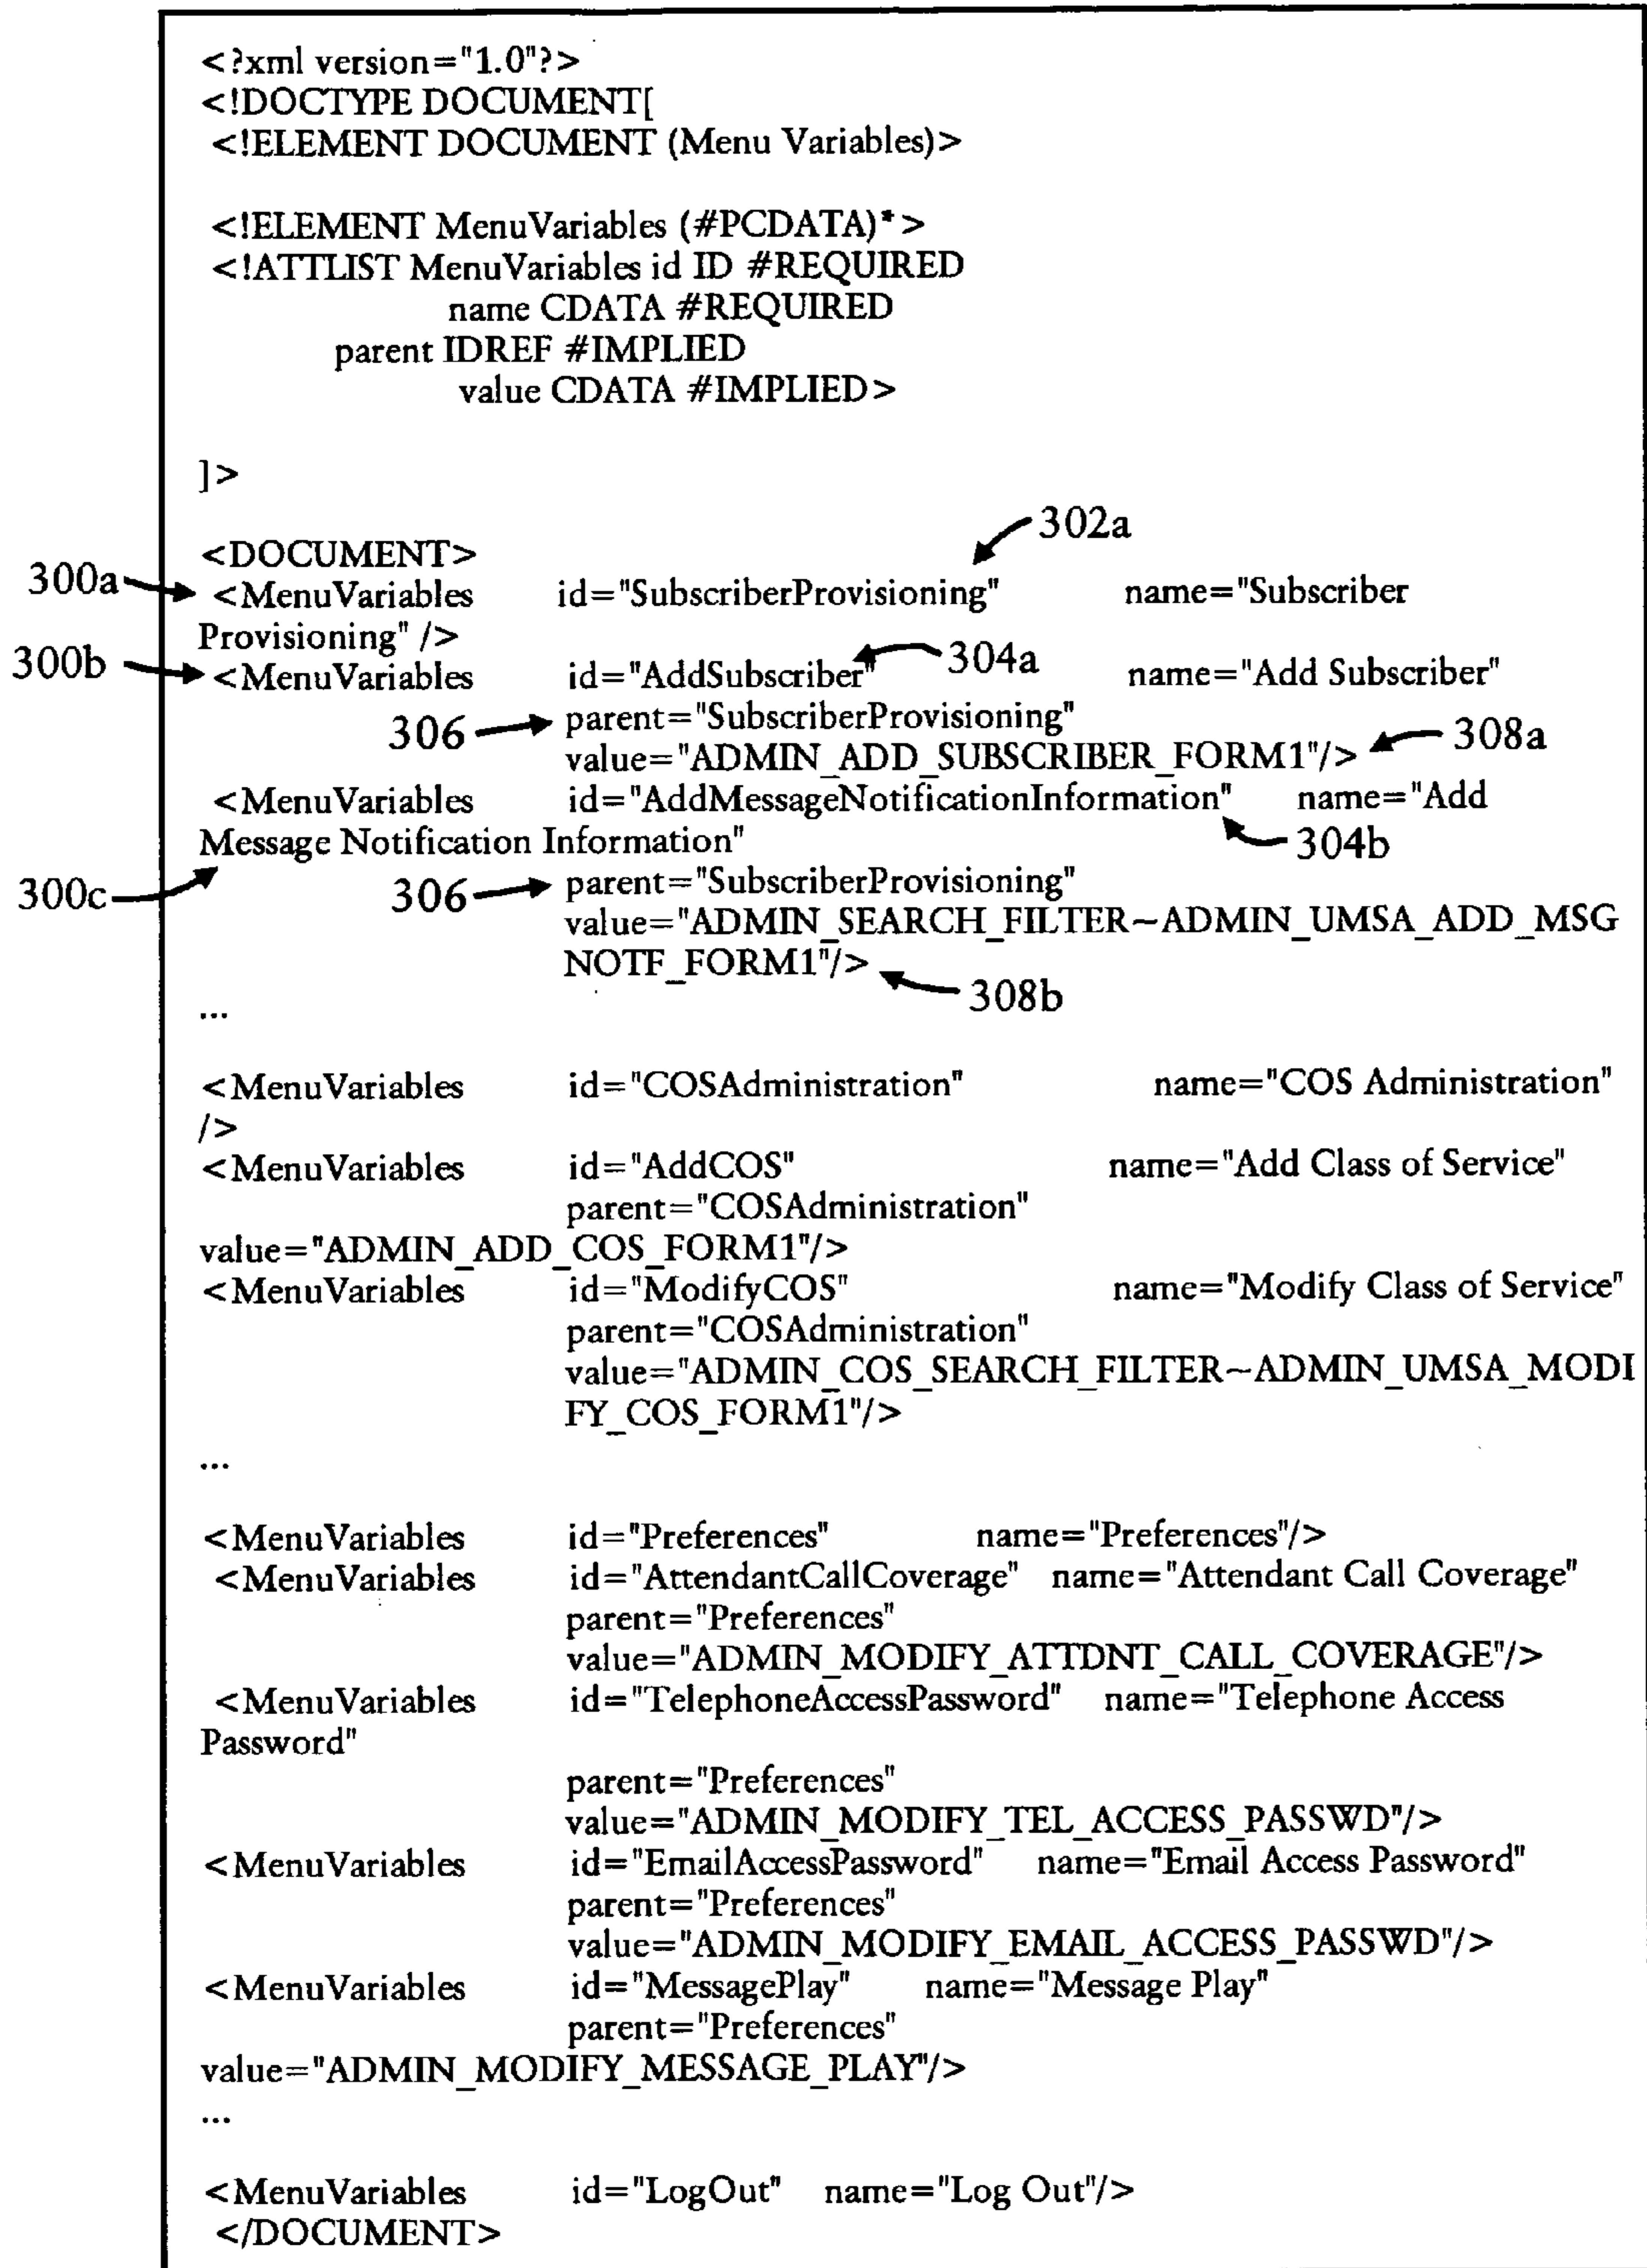 <?xml version="1.0"?>
<!DOCTYPE DOCUMENT[
<!ELEMENT DOCUMENT (Menu Variables)>
<!ELEMENT MenuVariables (#PCDATA)*>
<!ATTLIST MenuVariables id ID #REQUIRED
name CDATA #REQUIRED
parent IDREF #IMPLIED
value CDATA #IMPLIED>
]>
302a
<DOCUMENT>
300a <MenuVariables id="SubscriberProvisioning" name="Subscriber
Provisioning" />
300b <MenuVariables id="AddSubscriber" 304a name="Add Subscriber"
306 parent="SubscriberProvisioning"
value="ADMIN_ADD_SUBSCRIBER_FORM1"/> 308a
<MenuVariables id="AddMessageNotificationInformation" name="Add
Message Notification Information" 304b
300c 306 parent="SubscriberProvisioning"
value="ADMIN_SEARCH_FILTER~ADMIN_UMSA_ADD_MSG
NOTF_FORM1"/>
308b
...
<MenuVariables id="COSAdministration" name="COS Administration"
/>
<MenuVariables id="AddCOS" name="Add Class of Service"
parent="COSAdministration"
value="ADMIN_ADD_COS_FORM1"/>
<MenuVariables id="ModifyCOS" name="Modify Class of Service"
parent="COSAdministration"
value="ADMIN_COS_SEARCH_FILTER~ADMIN_UMSA_MODI
FY_COS_FORM1"/>
...
<MenuVariables id="Preferences" name="Preferences"/>
<MenuVariables id="AttendantCallCoverage" name="Attendant Call Coverage"
parent="Preferences"
value="ADMIN_MODIFY_ATTDNT_CALL_COVERAGE"/>
<MenuVariables id="TelephoneAccessPassword" name="Telephone Access
Password"
parent="Preferences"
value="ADMIN_MODIFY_TEL_ACCESS_PASSWD"/>
<MenuVariables id="EmailAccessPassword" name="Email Access Password"
parent="Preferences"
value="ADMIN_MODIFY_EMAIL_ACCESS_PASSWD"/>
<MenuVariables id="MessagePlay" name="Message Play"
parent="Preferences"
value="ADMIN_MODIFY_MESSAGE_PLAY"/>
...
<MenuVariables id="LogOut" name="Log Out"/>
</DOCUMENT>